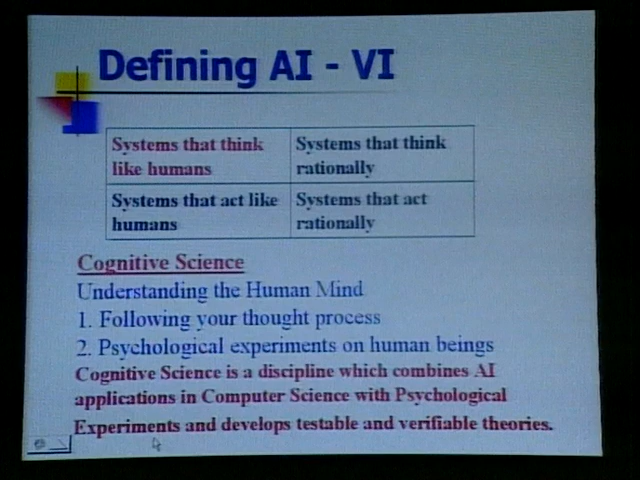 Defining AI - VI
Systems that think like humans
Systems that think rationally
Systems that act like humans
Systems that act rationally
Cognitive Science
Understanding the Human Mind
1. Following your thought process
2. Psychological experiments on human beings
Cognitive Science is a discipline which combines AI
applications in Computer Science with Psychological
Experiments and develops testable and verifiable theories.